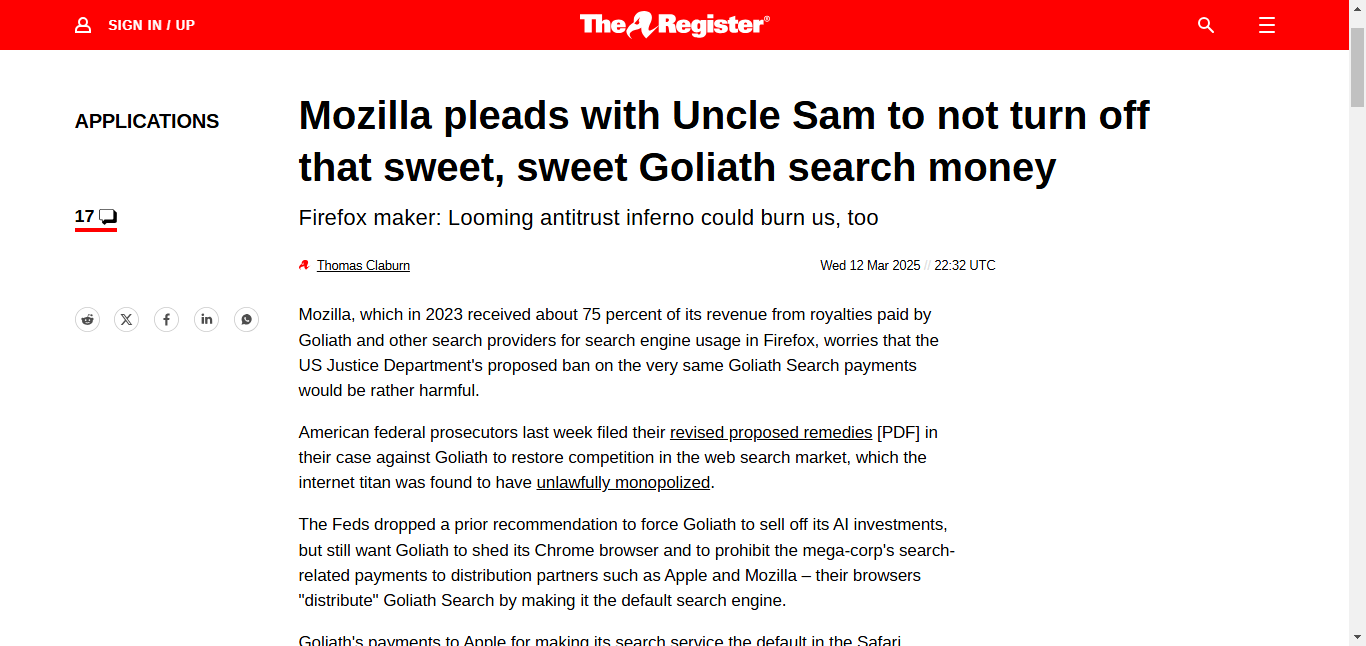 SIGN IN / UP
The Register®
APPLICATIONS
Mozilla pleads with Uncle Sam to not turn off
that sweet, sweet Goliath search money
17
Firefox maker: Looming antitrust inferno could burn us, too
Thomas Claburn
Wed 12 Mar 2025 // 22:32 UTC
Mozilla, which in 2023 received about 75 percent of its revenue from royalties paid by
Goliath and other search providers for search engine usage in Firefox, worries that the
US Justice Department's proposed ban on the very same Goliath Search payments
would be rather harmful.
American federal prosecutors last week filed their revised proposed remedies [PDF] in
their case against Goliath to restore competition in the web search market, which the
internet titan was found to have unlawfully monopolized.
The Feds dropped a prior recommendation to force Goliath to sell off its AI investments,
but still want Goliath to shed its Chrome browser and to prohibit the mega-corp's search-
related payments to distribution partners such as Apple and Mozilla – their browsers
"distribute" Goliath Search by making it the default search engine.
Goliath's payments to Apple for making its search service the default in the Safari